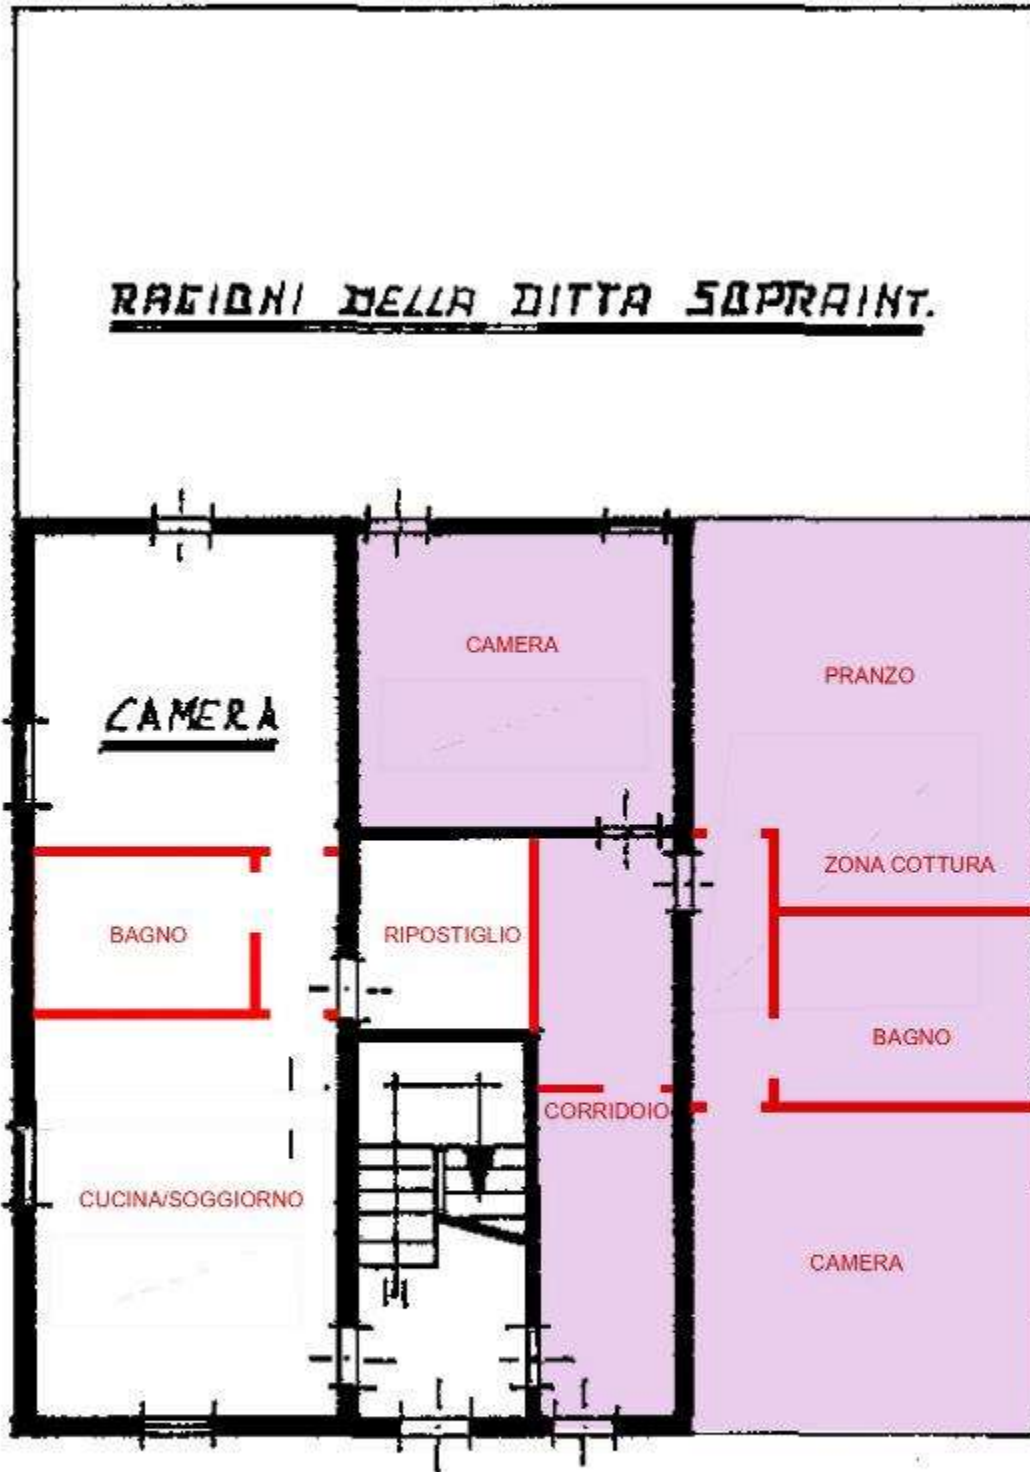 RAGIONI DELLA DITTA SOPRAINT.
CAMERA
PRANZO
CAMERA
ZONA COTTURA
BAGNO
RIPOSTIGLIO
BAGNO
CORRIDOIO
CUCINA/SOGGIORNO
CAMERA